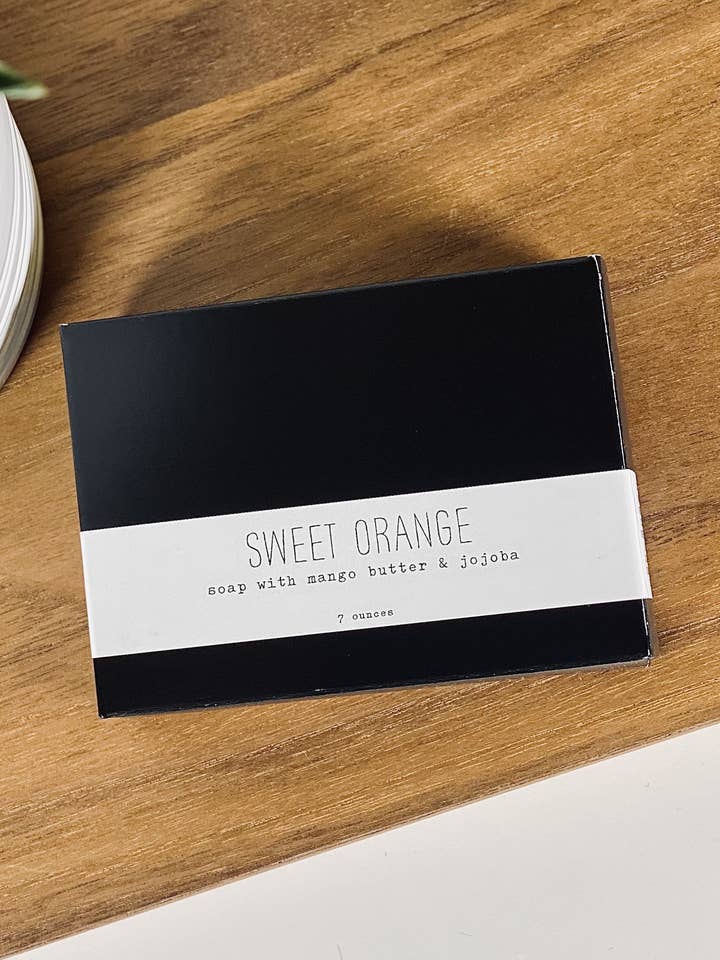 SWEET ORANGE
soap with mango butter & jojoba
7 ounces